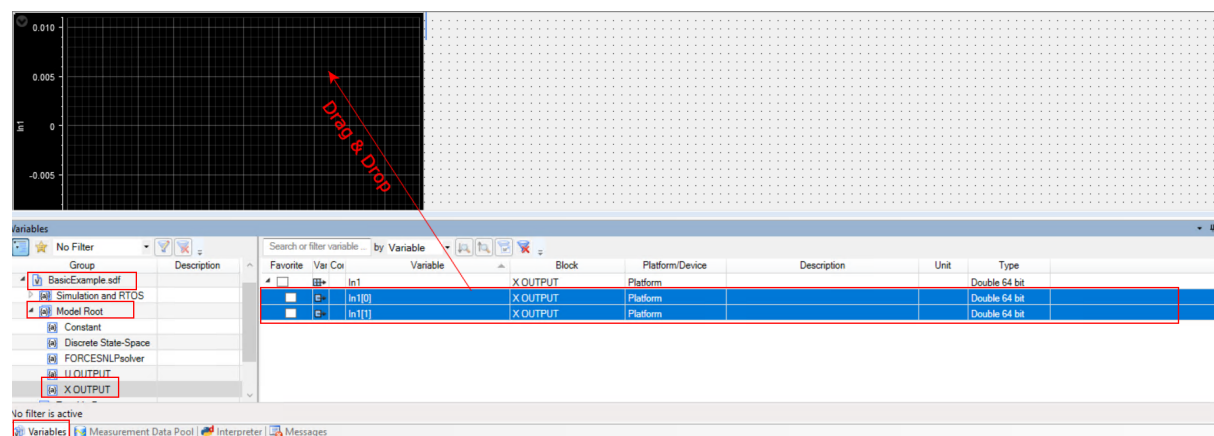 0.010
0.005
In1
0
-0.005
Drag & Drop
Variables
No Filter
Search or filter variable ... by Variable
Group Description
Favorite Var Cor Variable Block Platform/Device Description Unit Type
BasicExample.sdf
In1 X OUTPUT Platform Double 64 bit
Simulation and RTOS
In1[0] X OUTPUT Platform Double 64 bit
Model Root
In1[1] X OUTPUT Platform Double 64 bit
Constant
Discrete State-Space
FORCESNLPsolver
U OUTPUT
X OUTPUT
No filter is active
Variables Measurement Data Pool Interpreter Messages